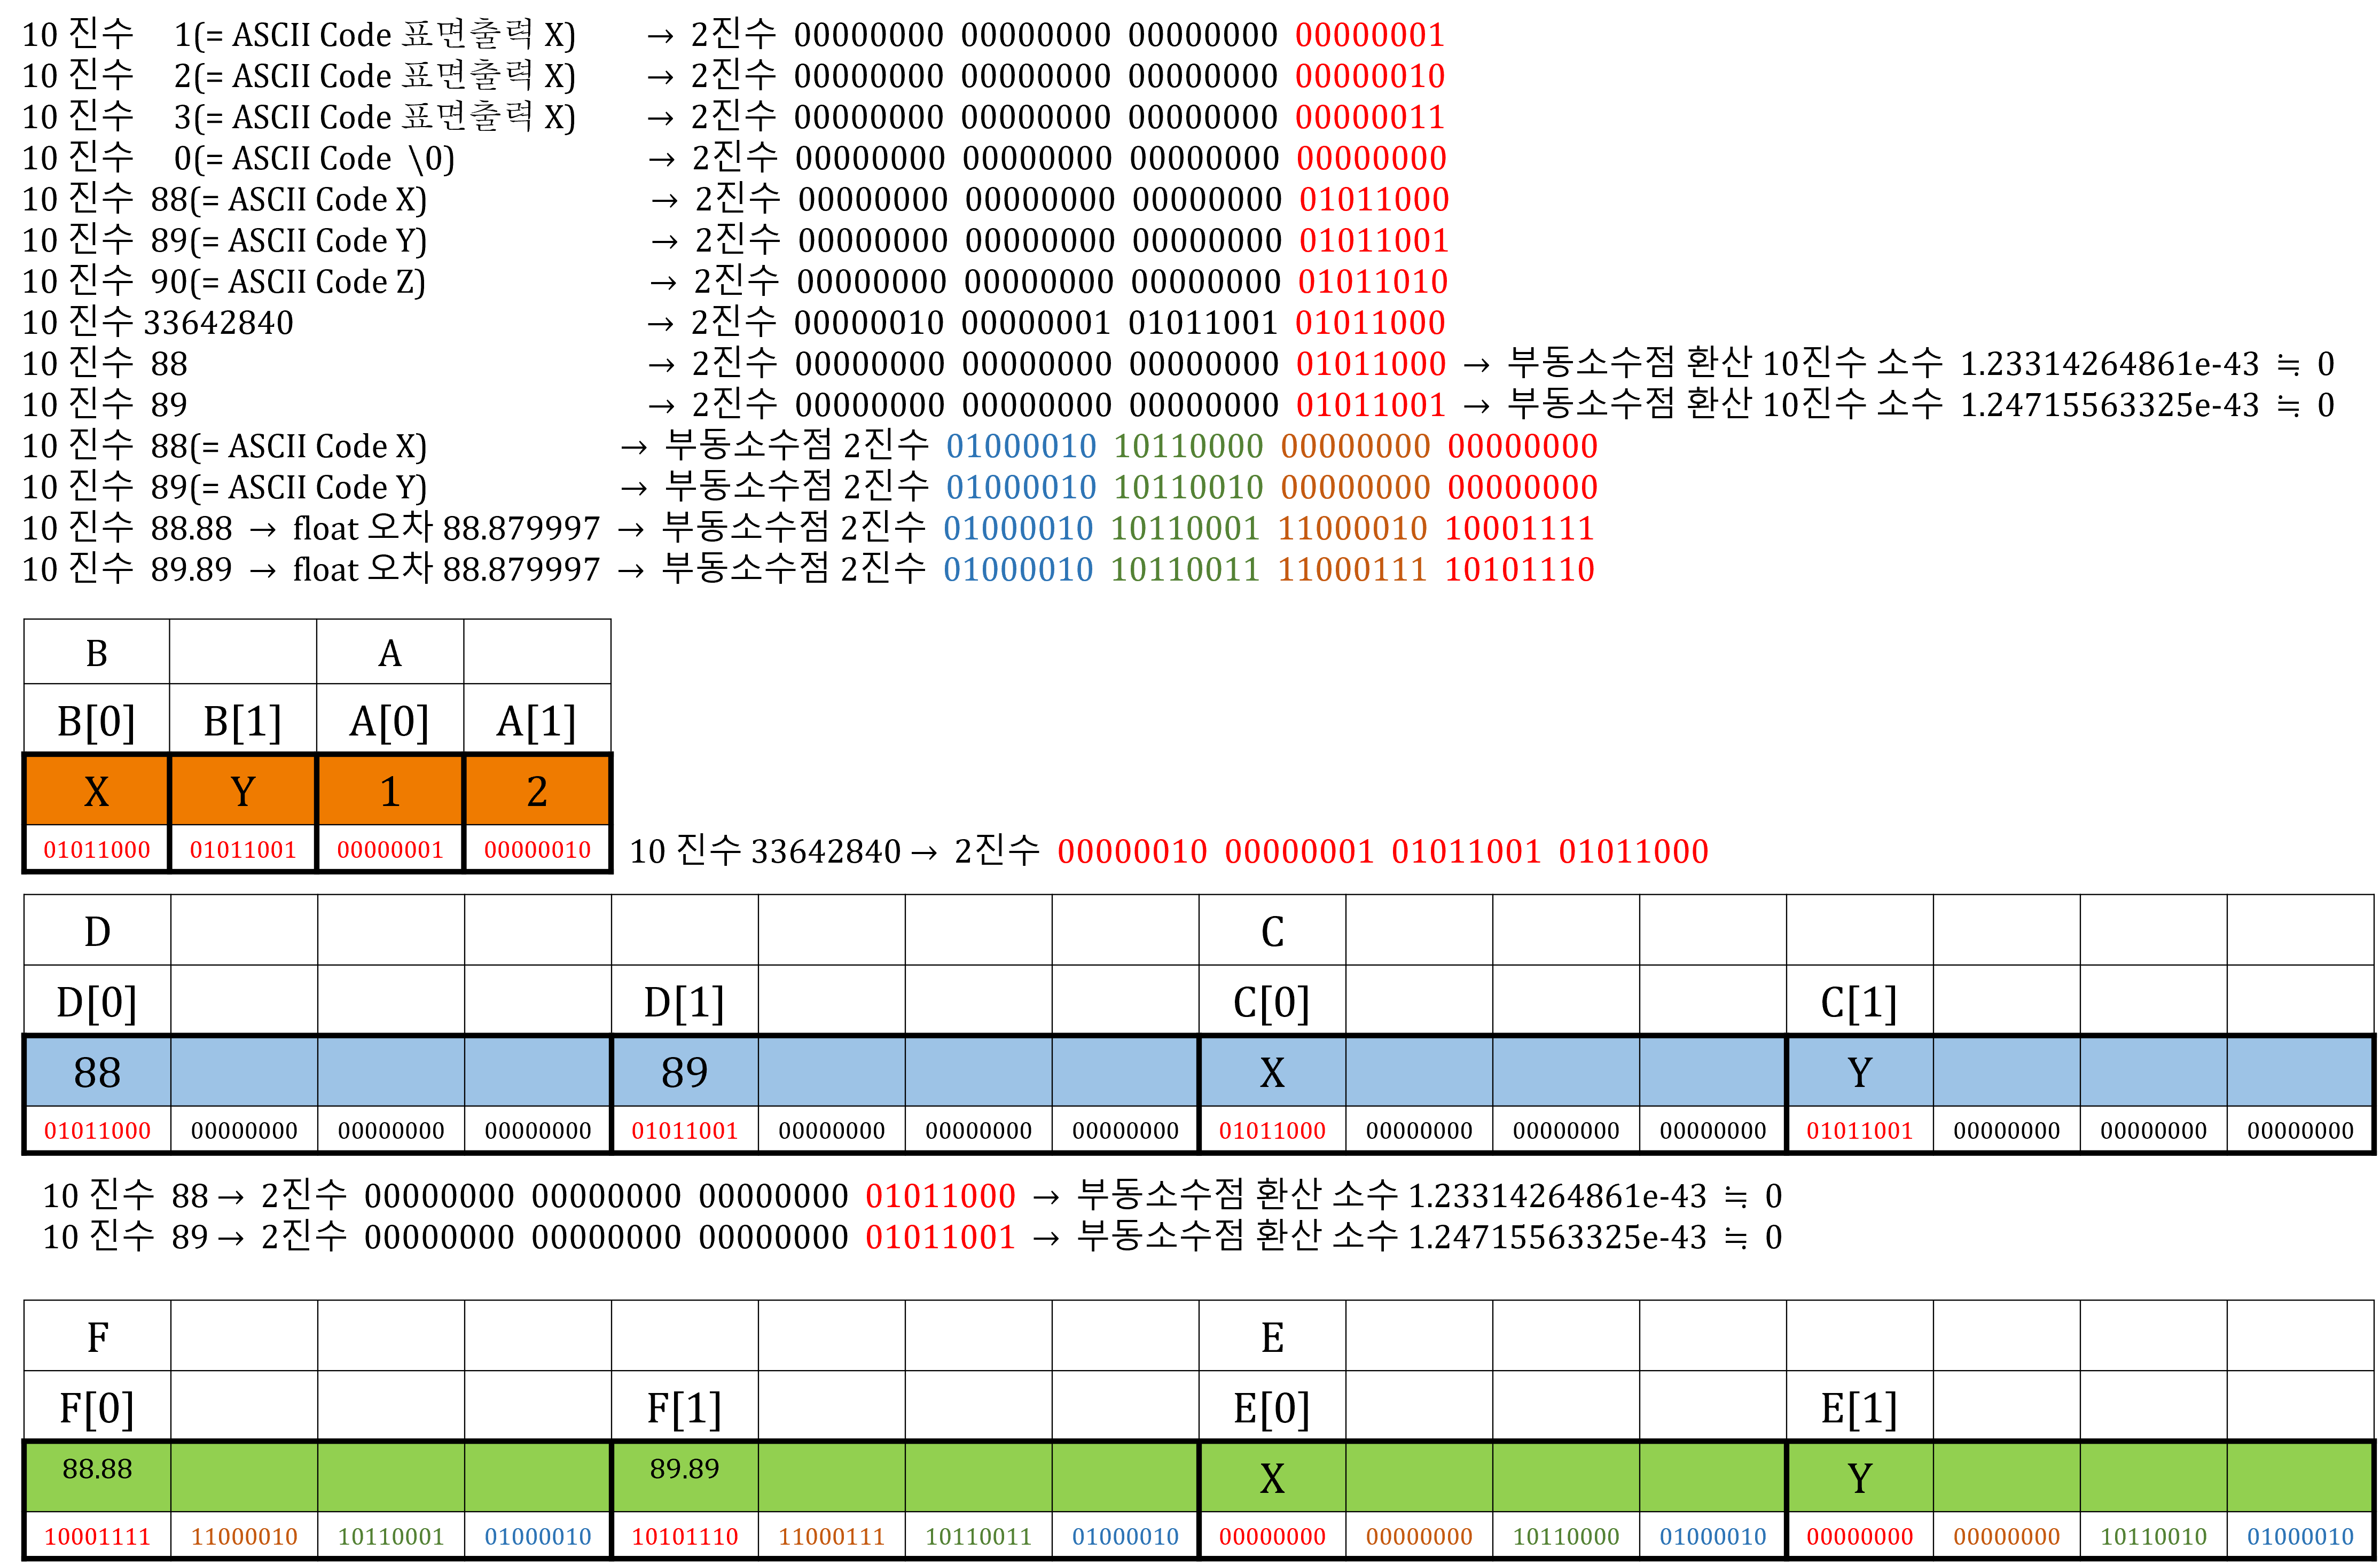 10 진수 1(= ASCII Code 표면출력 X) → 2진수 00000000 00000000 00000000 00000001
10 진수 2(= ASCII Code 표면출력 X) → 2진수 00000000 00000000 00000000 00000010
10 진수 3(= ASCII Code 표면출력 X) → 2진수 00000000 00000000 00000000 00000011
10 진수 0(= ASCII Code \0) → 2진수 00000000 00000000 00000000 00000000
10 진수 88(= ASCII Code X) → 2진수 00000000 00000000 00000000 01011000
10 진수 89(= ASCII Code Y) → 2진수 00000000 00000000 00000000 01011001
10 진수 90(= ASCII Code Z) → 2진수 00000000 00000000 00000000 01011010
10 진수 33642840 → 2진수 00000010 00000001 01011001 01011000
10 진수 88 → 2진수 00000000 00000000 00000000 01011000 → 부동소수점 환산 10진수 소수 1.23314264861e-43 ≒ 0
10 진수 89 → 2진수 00000000 00000000 00000000 01011001 → 부동소수점 환산 10진수 소수 1.24715563325e-43 ≒ 0
10 진수 88(= ASCII Code X) → 부동소수점 2진수 01000010 10110000 00000000 00000000
10 진수 89(= ASCII Code Y) → 부동소수점 2진수 01000010 10110010 00000000 00000000
10 진수 88.88 → float 오차 88.879997 → 부동소수점 2진수 01000010 10110001 11000010 10001111
10 진수 89.89 → float 오차 88.879997 → 부동소수점 2진수 01000010 10110011 11000111 10101110
B A
B[0] B[1] A[0] A[1]
X Y 1 2
01011000 01011001 00000001 00000010
10 진수 33642840 → 2진수 00000010 00000001 01011001 01011000
D C
D[0] D[1] C[0] C[1]
88 89 X Y
01011000 00000000 00000000 00000000 01011001 00000000 00000000 00000000 01011000 00000000 00000000 00000000 01011001 00000000 00000000 00000000
10 진수 88 → 2진수 00000000 00000000 00000000 01011000 → 부동소수점 환산 소수 1.23314264861e-43 ≒ 0
10 진수 89 → 2진수 00000000 00000000 00000000 01011001 → 부동소수점 환산 소수 1.24715563325e-43 ≒ 0
F E
F[0] F[1] E[0] E[1]
88.88 89.89 X Y
10001111 11000010 10110001 01000010 10101110 11000111 10110011 01000010 00000000 00000000 10110000 01000010 00000000 00000000 10110010 01000010